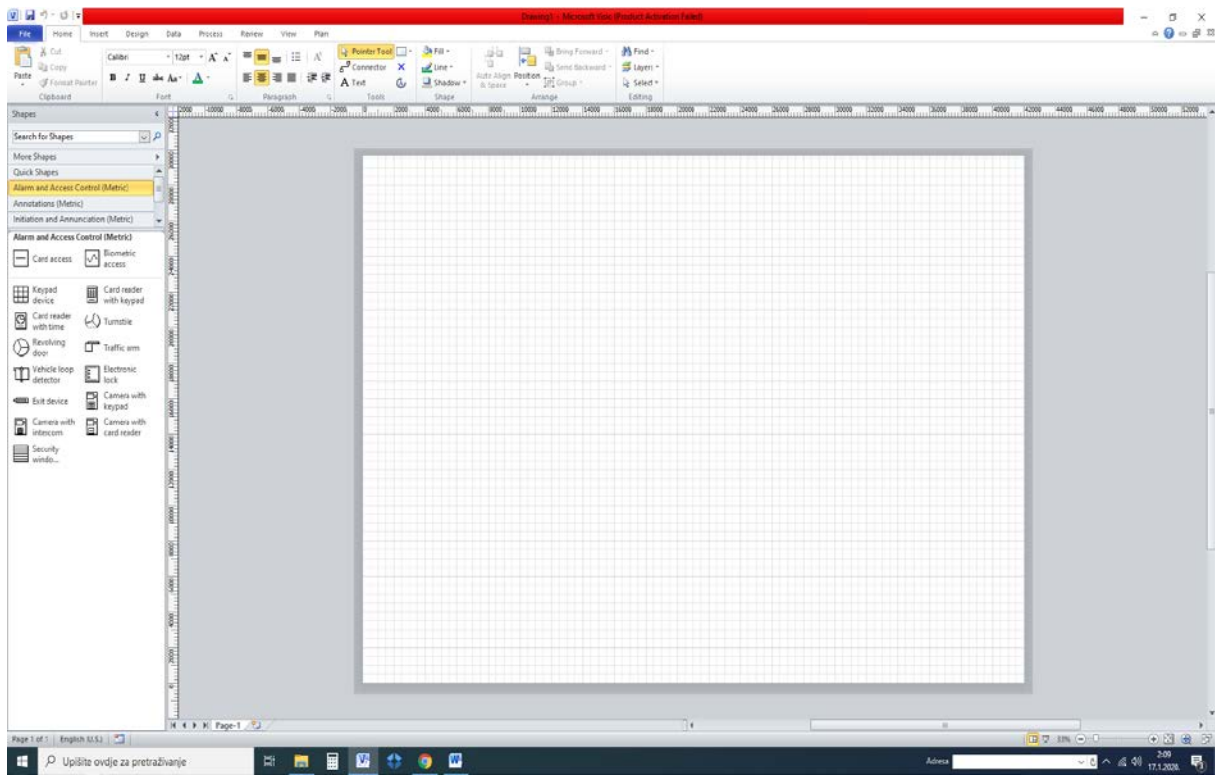 Drawing1 - Microsoft Visio (Product Activation Failed)
File Home Insert Design Data Process Review View Plan
Paste
Cut
Copy
Format Painter
Clipboard
Calibri 12pt
B I U abc Aa A
Font
Paragraph
Pointer Tool
Connector
A Text
Tools
Fill
Line
Shadow
Shape
Auto Align & Space
Position
Bring Forward
Send Backward
Group
Arrange
Find
Layers
Select
Editing
Shapes
Search for Shapes
More Shapes
Quick Shapes
Alarm and Access Control (Metric)
Annotations (Metric)
Initiation and Annunciation (Metric)
Alarm and Access Control (Metric)
Card access
Biometric access
Keypad device
Card reader with keypad
Card reader with time
Turnstile
Revolving door
Traffic arm
Vehicle loop detector
Electronic lock
Exit device
Camera with keypad
Camera with intercom
Camera with card reader
Security windo...
Page-1
Page 1 of 1 English (U.S.)
33%
Upišite ovdje za pretraživanje
Adresa
2:09
17.1.2020.